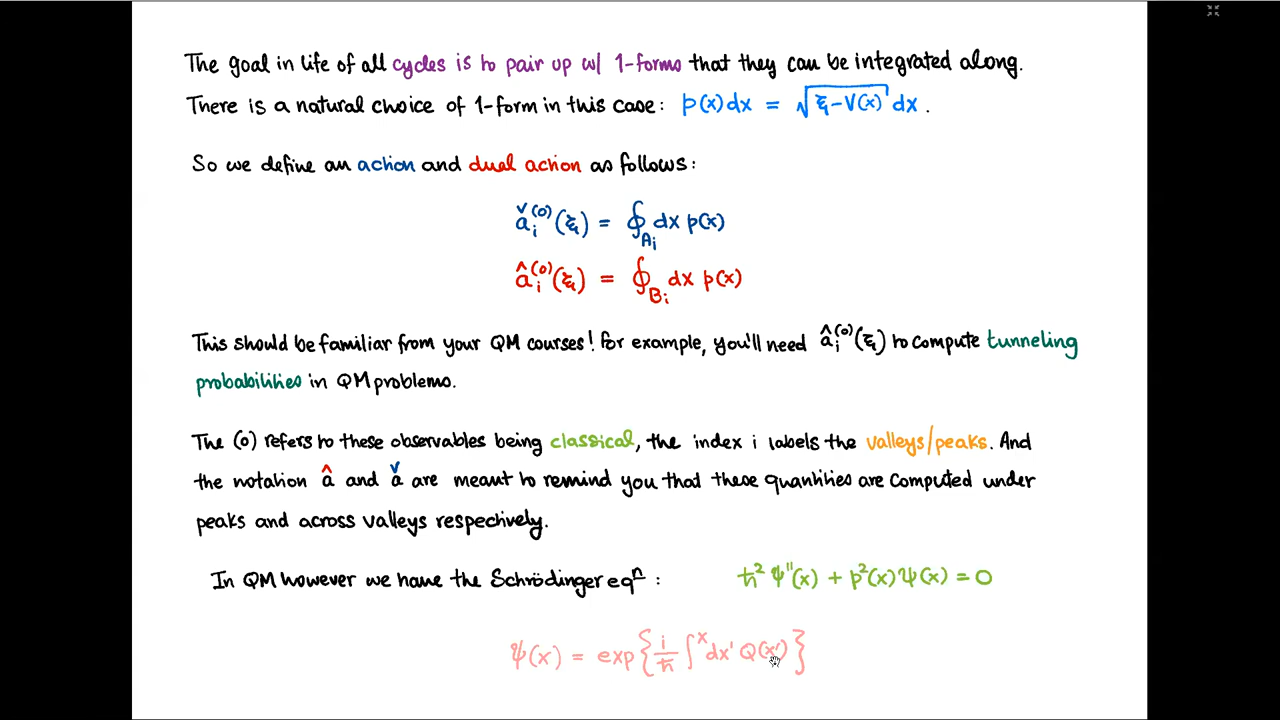 The goal in life of all cycles is to pair up w/ 1-forms that they can be integrated along.
There is a natural choice of 1-form in this case: p(x)dx = √(ξ-V(x)) dx .
So we define an action and dual action as follows:
ǎᵢ⁽⁰⁾(ξ) = ∮_{Aᵢ} dx p(x)
âᵢ⁽⁰⁾(ξ) = ∮_{Bᵢ} dx p(x)
This should be familiar from your QM courses! For example, you'll need âᵢ⁽⁰⁾(ξ) to compute tunneling
probabilities in QM problems.
The (0) refers to these observables being classical, the index i labels the valleys/peaks. And
the notation â and ǎ are meant to remind you that these quantities are computed under
peaks and across valleys respectively.
In QM however we have the Schrödinger eqⁿ : ħ²ψ''(x) + p²(x)ψ(x) = 0
ψ(x) = exp{i/ħ ∫ˣ dx' Q(x')}